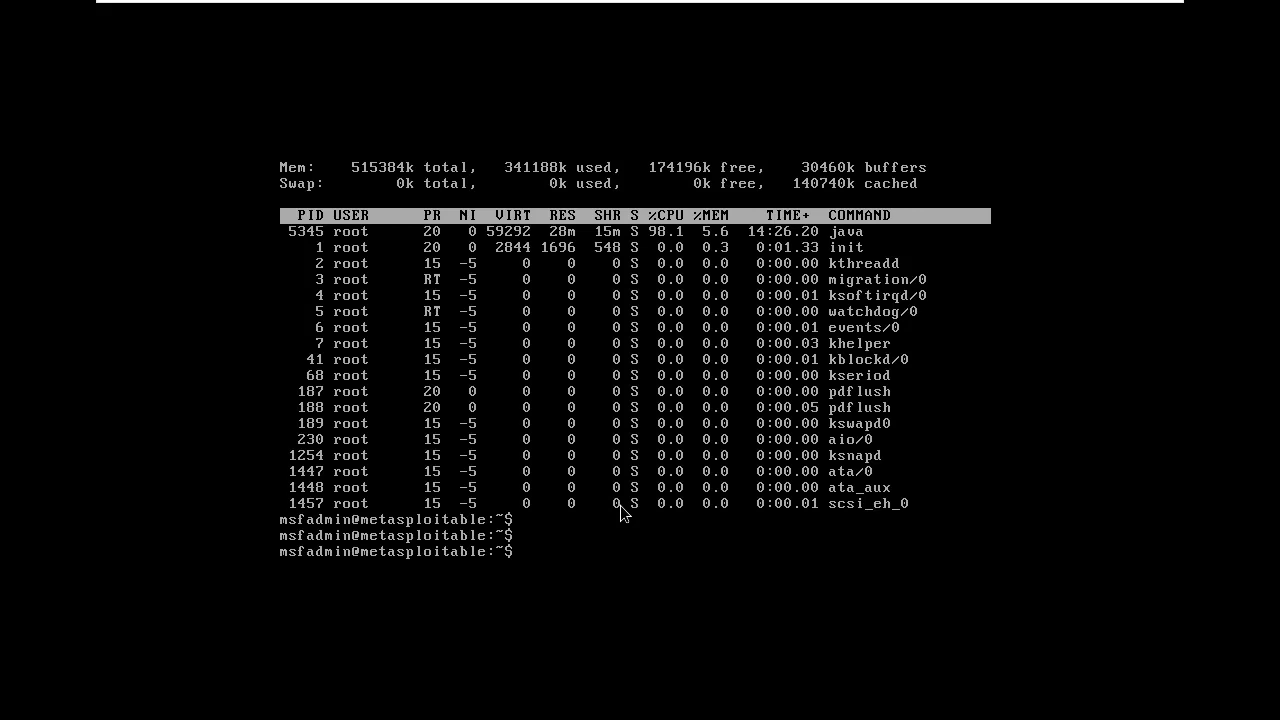 Mem:    515384k total,   341188k used,   174196k free,    30460k buffers
Swap:        0k total,        0k used,        0k free,   140740k cached
  PID USER      PR  NI  VIRT  RES  SHR S %CPU %MEM    TIME+  COMMAND
 5345 root      20   0 59292  28m  15m S 98.1  5.6  14:26.20 java
    1 root      20   0  2844 1696  548 S  0.0  0.3   0:01.33 init
    2 root      15  -5     0    0    0 S  0.0  0.0   0:00.00 kthreadd
    3 root      RT  -5     0    0    0 S  0.0  0.0   0:00.00 migration/0
    4 root      15  -5     0    0    0 S  0.0  0.0   0:00.01 ksoftirqd/0
    5 root      RT  -5     0    0    0 S  0.0  0.0   0:00.00 watchdog/0
    6 root      15  -5     0    0    0 S  0.0  0.0   0:00.01 events/0
    7 root      15  -5     0    0    0 S  0.0  0.0   0:00.03 khelper
   41 root      15  -5     0    0    0 S  0.0  0.0   0:00.01 kblockd/0
   68 root      15  -5     0    0    0 S  0.0  0.0   0:00.00 kseriod
  187 root      20   0     0    0    0 S  0.0  0.0   0:00.00 pdflush
  188 root      20   0     0    0    0 S  0.0  0.0   0:00.05 pdflush
  189 root      15  -5     0    0    0 S  0.0  0.0   0:00.00 kswapd0
  230 root      15  -5     0    0    0 S  0.0  0.0   0:00.00 aio/0
 1254 root      15  -5     0    0    0 S  0.0  0.0   0:00.00 ksnapd
 1447 root      15  -5     0    0    0 S  0.0  0.0   0:00.00 ata/0
 1448 root      15  -5     0    0    0 S  0.0  0.0   0:00.00 ata_aux
 1457 root      15  -5     0    0    0 S  0.0  0.0   0:00.01 scsi_eh_0
msfadmin@metasploitable:~$
msfadmin@metasploitable:~$
msfadmin@metasploitable:~$